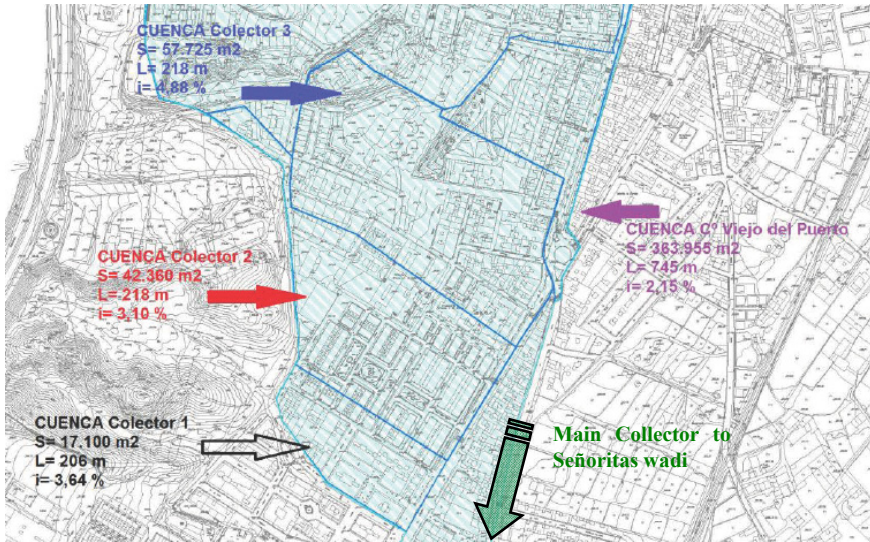 CUENCA Colector 3
S= 57.725 m2
L= 218 m
i= 4,88 %
CUENCA Cº Viejo del Puerto
S= 363.955 m2
L= 745 m
i= 2,15 %
CUENCA Colector 2
S= 42.360 m2
L= 218 m
i= 3,10 %
CUENCA Colector 1
S= 17.100 m2
L= 206 m
i= 3,64 %
Main Collector to
Señoritas wadi